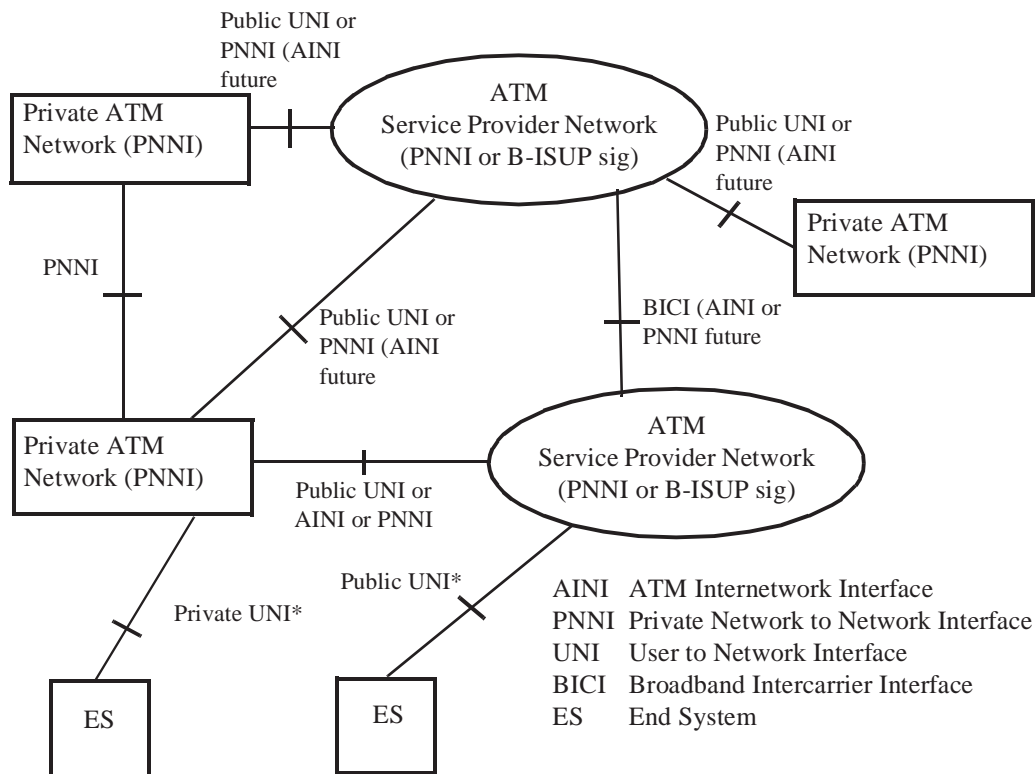 Public UNI or
PNNI (AINI
future
ATM
Service Provider Network
(PNNI or B-ISUP sig)
Private ATM
Network (PNNI)
Public UNI or
PNNI (AINI
future
Private ATM
Network (PNNI)
PNNI
Public UNI or
PNNI (AINI
future
BICI (AINI or
PNNI future
Private ATM
Network (PNNI)
ATM
Service Provider Network
(PNNI or B-ISUP sig)
Public UNI or
AINI or PNNI
Public UNI*
Private UNI*
AINI ATM Internetwork Interface
PNNI Private Network to Network Interface
UNI User to Network Interface
BICI Broadband Intercarrier Interface
ES End System
ES
ES